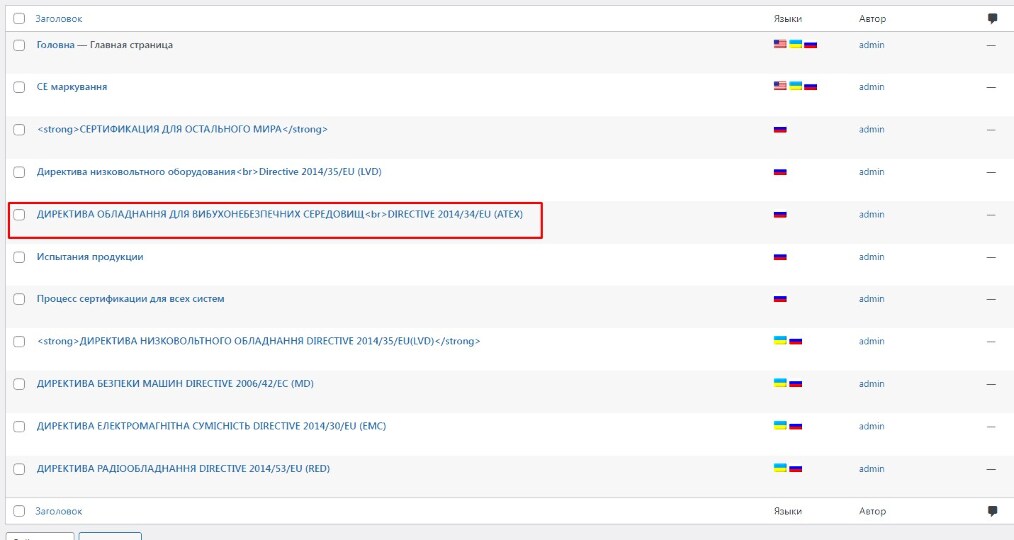 Заголовок Языки Автор
Головна — Главная страница admin —
СЕ маркування admin —
<strong>СЕРТИФИКАЦИЯ ДЛЯ ОСТАЛЬНОГО МИРА</strong> admin —
Директива низковольтного оборудования<br>Directive 2014/35/EU (LVD) admin —
ДИРЕКТИВА ОБЛАДНАННЯ ДЛЯ ВИБУХОНЕБЕЗПЕЧНИХ СЕРЕДОВИЩ<br>DIRECTIVE 2014/34/EU (ATEX) admin —
Испытания продукции admin —
Процесс сертификации для всех систем admin —
<strong>ДИРЕКТИВА НИЗКОВОЛЬТНОГО ОБЛАДНАННЯ DIRECTIVE 2014/35/EU(LVD)</strong> admin —
ДИРЕКТИВА БЕЗПЕКИ МАШИН DIRECTIVE 2006/42/EC (MD) admin —
ДИРЕКТИВА ЕЛЕКТРОМАГНІТНА СУМІСНІСТЬ DIRECTIVE 2014/30/EU (EMC) admin —
ДИРЕКТИВА РАДІООБЛАДНАННЯ DIRECTIVE 2014/53/EU (RED) admin —
Заголовок Языки Автор